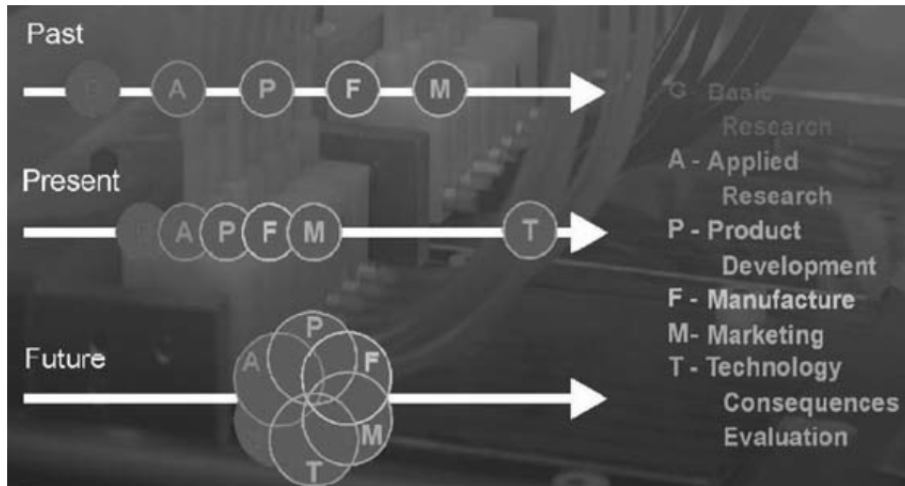 Past
A P F M
Present
A P F M T
Future
A P F M T
G - Basic
Research
A - Applied
Research
P - Product
Development
F - Manufacture
M- Marketing
T - Technology
Consequences
Evaluation